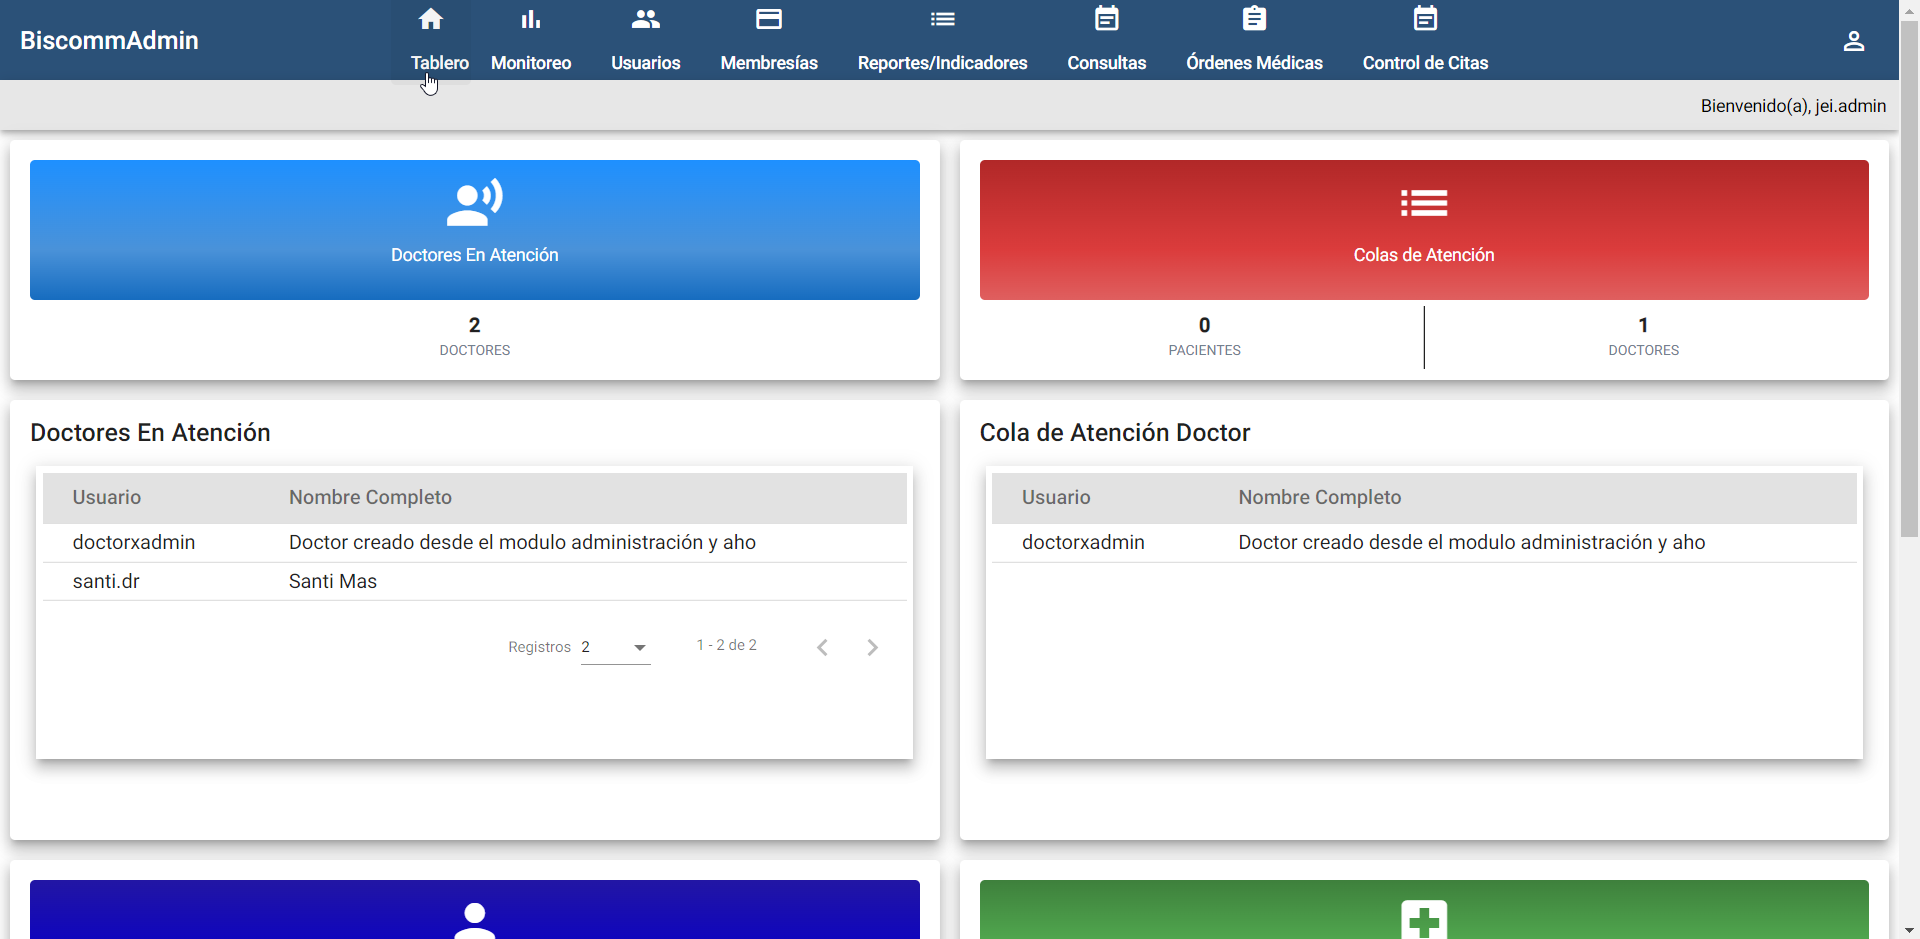 BiscommAdmin
Tablero
Monitoreo
Usuarios
Membresías
Reportes/Indicadores
Consultas
Órdenes Médicas
Control de Citas
Bienvenido(a), jei.admin
Doctores En Atención
2
DOCTORES
Colas de Atención
0
PACIENTES
1
DOCTORES
Doctores En Atención
Usuario Nombre Completo
doctorxadmin Doctor creado desde el modulo administración y aho
santi.dr Santi Mas
Registros 2 1 - 2 de 2
Cola de Atención Doctor
Usuario Nombre Completo
doctorxadmin Doctor creado desde el modulo administración y aho